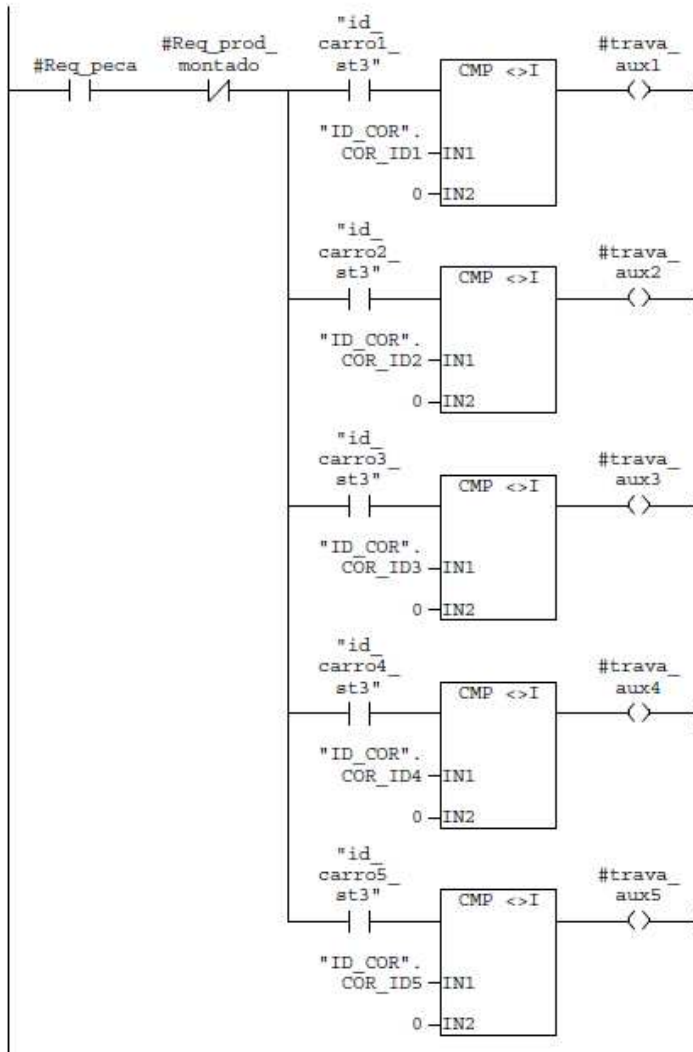 "id_
carro1_
st3"
#Req_peca
#Req_prod_
montado
CMP <>I
#trava_
aux1
"ID_COR".
COR_ID1
IN1
0
IN2
"id_
carro2_
st3"
CMP <>I
#trava_
aux2
"ID_COR".
COR_ID2
IN1
0
IN2
"id_
carro3_
st3"
CMP <>I
#trava_
aux3
"ID_COR".
COR_ID3
IN1
0
IN2
"id_
carro4_
st3"
CMP <>I
#trava_
aux4
"ID_COR".
COR_ID4
IN1
0
IN2
"id_
carro5_
st3"
CMP <>I
#trava_
aux5
"ID_COR".
COR_ID5
IN1
0
IN2